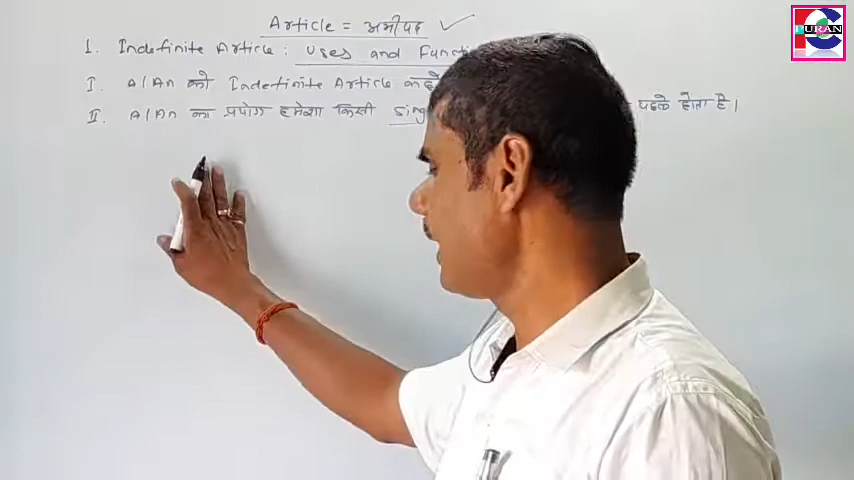 Article = अभीपद
1. Indefinite Article : Uses and Functi
I. A/An को Indefinite Article कहते
II. A/An का प्रयोग हमेशा किसी Sing पहले होता है।
PURAN